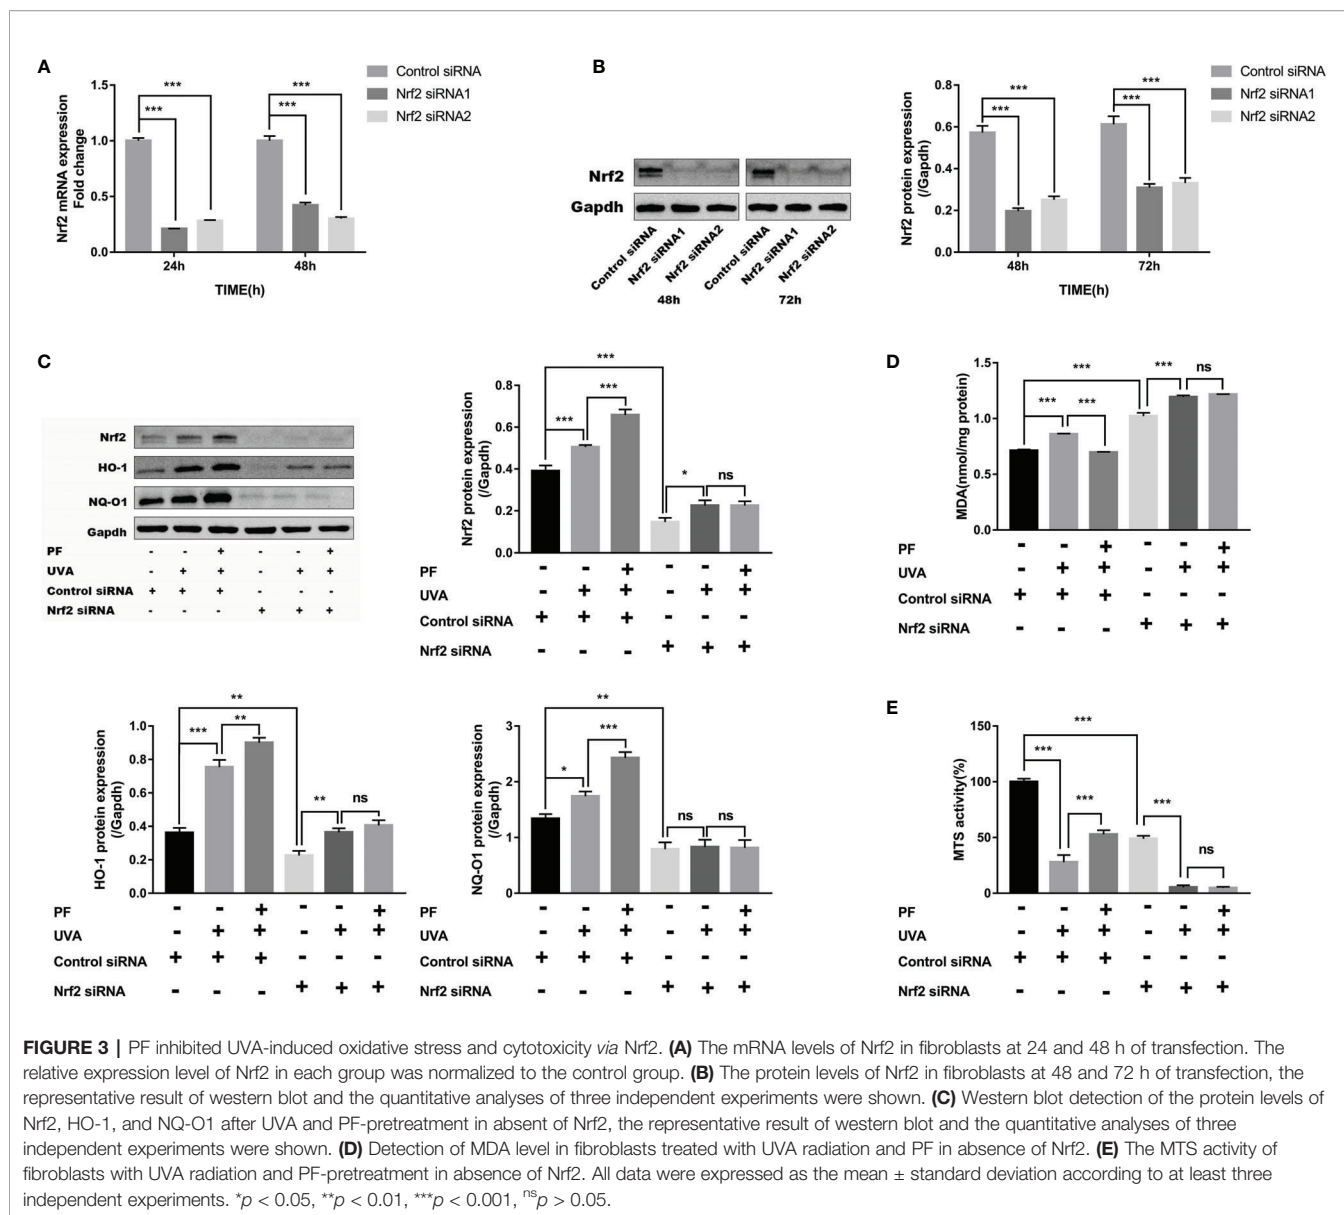 A
Control siRNA
Nrf2 siRNA1
Nrf2 siRNA2
Nrf2 mRNA expression
Fold change
1.5
1.0
0.5
0.0
***
***
***
***
24h
48h
TIME(h)
B
Nrf2
Gapdh
Control siRNA
Nrf2 siRNA1
Nrf2 siRNA2
Control siRNA
Nrf2 siRNA1
Nrf2 siRNA2
48h
72h
Control siRNA
Nrf2 siRNA1
Nrf2 siRNA2
Nrf2 protein expression
(/Gapdh)
0.8
0.6
0.4
0.2
0.0
***
***
***
***
48h
72h
TIME(h)
C
Nrf2
HO-1
NQ-O1
Gapdh
PF - - + - - +
UVA - + + - + +
Control siRNA + + + - - -
Nrf2 siRNA - - - + + +
Nrf2 protein expression
(/Gapdh)
0.8
0.6
0.4
0.2
0.0
***
***
***
*
ns
PF - - + - - +
UVA - + + - + +
Control siRNA + + + - - -
Nrf2 siRNA - - - + + +
D
MDA(nmol/mg protein)
1.5
1.0
0.5
0.0
***
***
***
***
ns
PF - - + - - +
UVA - + + - + +
Control siRNA + + + - - -
Nrf2 siRNA - - - + + +
HO-1 protein expression
(/Gapdh)
1.0
0.8
0.6
0.4
0.2
0.0
**
***
**
**
ns
PF - - + - - +
UVA - + + - + +
Control siRNA + + + - - -
Nrf2 siRNA - - - + + +
NQ-O1 protein expression
(/Gapdh)
3
2
1
0
**
*
***
ns
ns
PF - - + - - +
UVA - + + - + +
Control siRNA + + + - - -
Nrf2 siRNA - - - + + +
E
MTS activity(%)
150
100
50
0
***
***
***
***
ns
PF - - + - - +
UVA - + + - + +
Control siRNA + + + - - -
Nrf2 siRNA - - - + + +
FIGURE 3 | PF inhibited UVA-induced oxidative stress and cytotoxicity via Nrf2. (A) The mRNA levels of Nrf2 in fibroblasts at 24 and 48 h of transfection. The
relative expression level of Nrf2 in each group was normalized to the control group. (B) The protein levels of Nrf2 in fibroblasts at 48 and 72 h of transfection, the
representative result of western blot and the quantitative analyses of three independent experiments were shown. (C) Western blot detection of the protein levels of
Nrf2, HO-1, and NQ-O1 after UVA and PF-pretreatment in absent of Nrf2, the representative result of western blot and the quantitative analyses of three
independent experiments were shown. (D) Detection of MDA level in fibroblasts treated with UVA radiation and PF in absence of Nrf2. (E) The MTS activity of
fibroblasts with UVA radiation and PF-pretreatment in absence of Nrf2. All data were expressed as the mean ± standard deviation according to at least three
independent experiments. *p < 0.05, **p < 0.01, ***p < 0.001, nsp > 0.05.